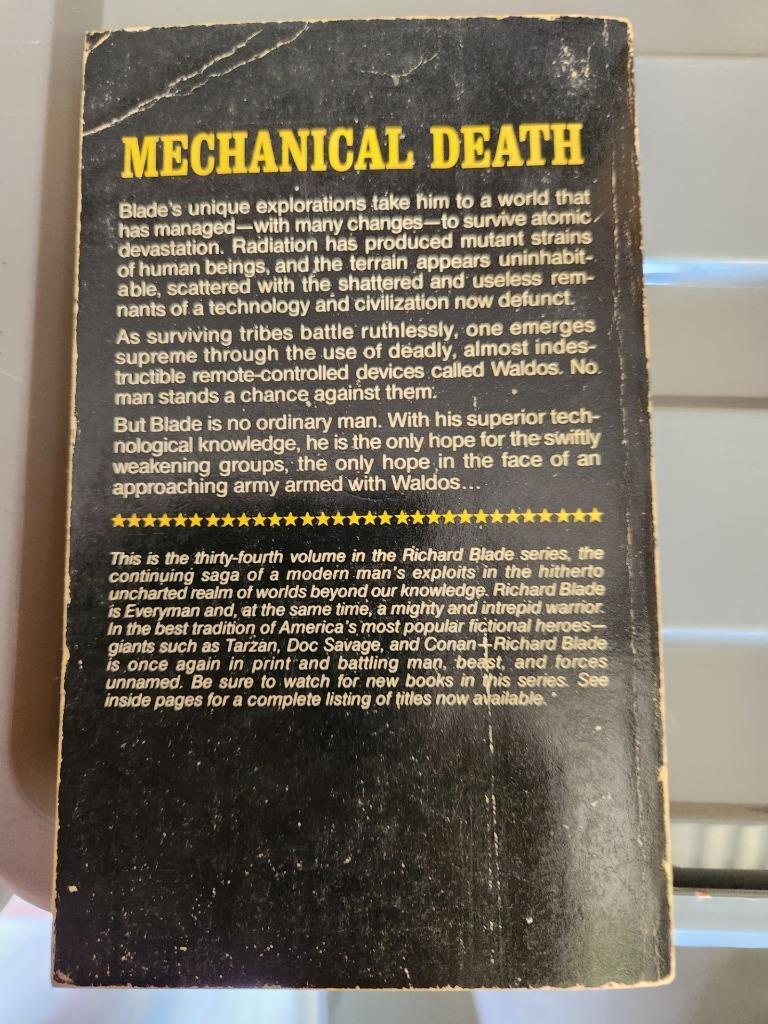 MECHANICAL DEATH
Blade's unique explorations take him to a world that
has managed—with many changes—to survive atomic
devastation. Radiation has produced mutant strains
of human beings, and the terrain appears uninhabit-
able, scattered with the shattered and useless rem-
nants of a technology and civilization now defunct.
As surviving tribes battle ruthlessly, one emerges
supreme through the use of deadly, almost indes-
tructible remote-controlled devices called Waldos. No
man stands a chance against them.
But Blade is no ordinary man. With his superior tech-
nological knowledge, he is the only hope for the swiftly
weakening groups, the only hope in the face of an
approaching army armed with Waldos...
This is the thirty-fourth volume in the Richard Blade series, the
continuing saga of a modern man's exploits in the hitherto
uncharted realm of worlds beyond our knowledge. Richard Blade
is Everyman and, at the same time, a mighty and intrepid warrior.
In the best tradition of America's most popular fictional heroes—
giants such as Tarzan, Doc Savage, and Conan—Richard Blade
is once again in print and battling man, beast, and forces
unnamed. Be sure to watch for new books in this series. See
inside pages for a complete listing of titles now available.